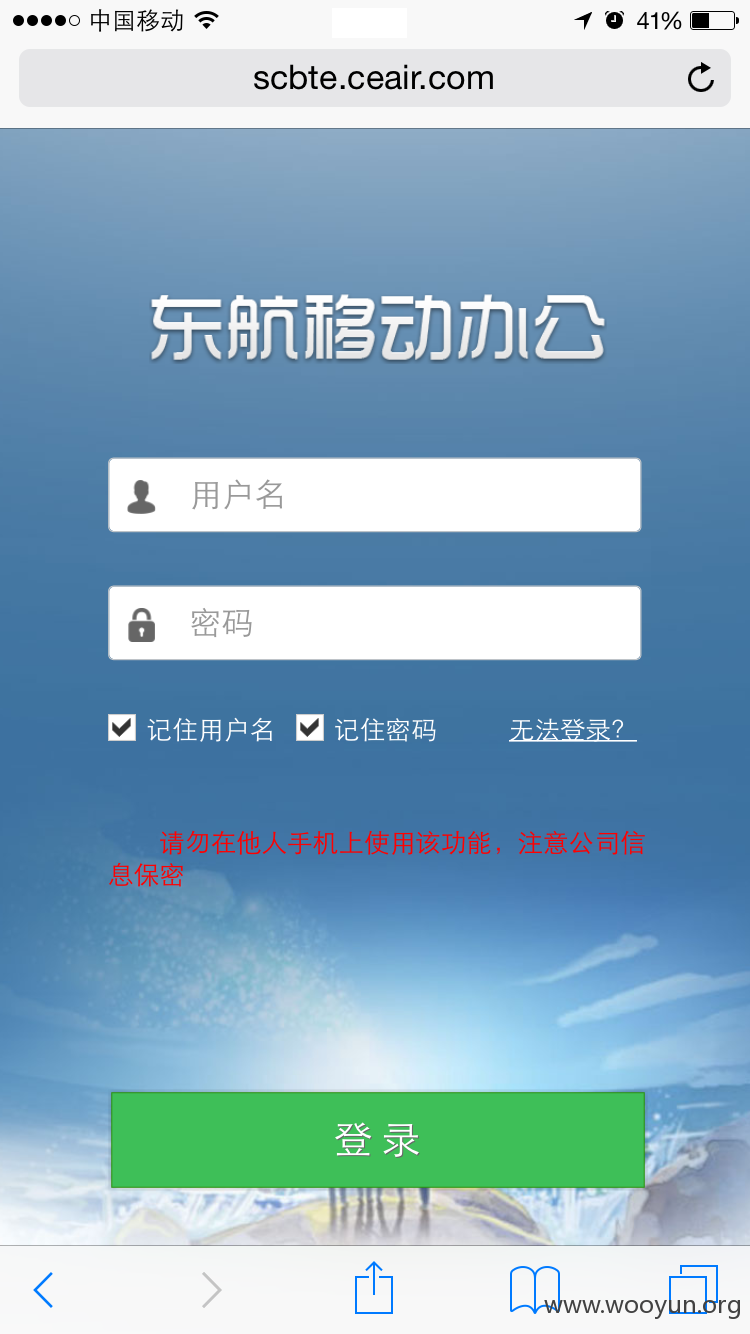 中国移动 41%
scbte.ceair.com
东航移动办公
用户名
密码
记住用户名 记住密码 无法登录?
请勿在他人手机上使用该功能，注意公司信
息保密
登录
www.wooyun.org